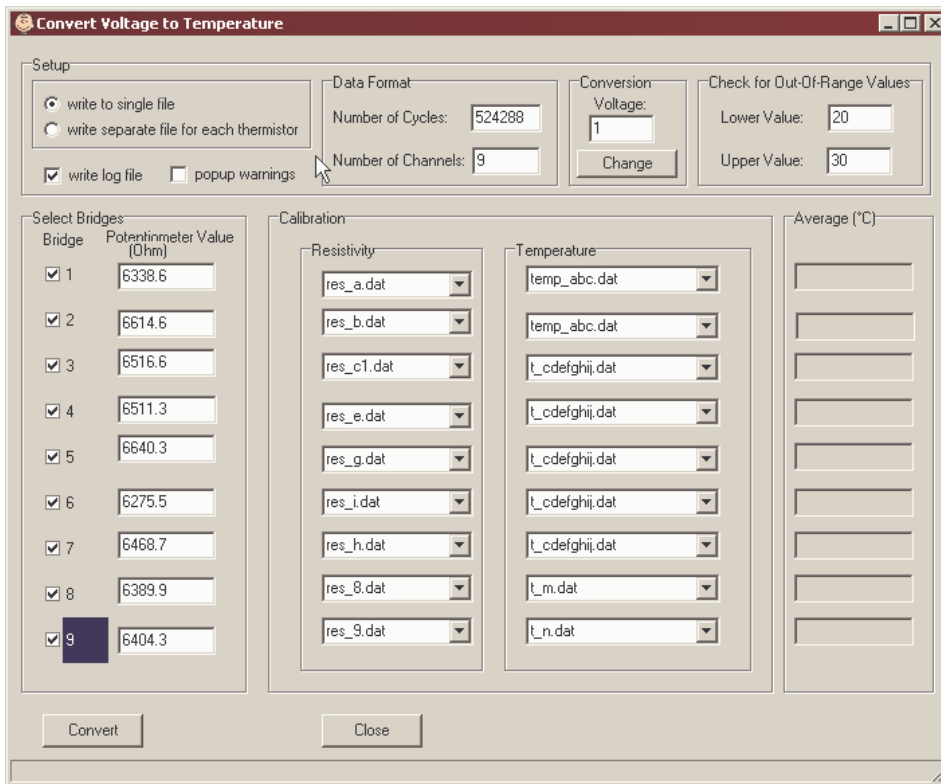 Convert Voltage to Temperature
Setup
write to single file
write separate file for each thermistor
write log file
popup warnings
Data Format
Number of Cycles: 524288
Number of Channels: 9
Conversion
Voltage:
1
Change
Check for Out-Of-Range Values
Lower Value: 20
Upper Value: 30
Select Bridges
Bridge Potentiometer Value
(Ohm)
Calibration
Resistivity
Temperature
Average (°C)
1 6338.6 res_a.dat temp_abc.dat
2 6614.6 res_b.dat temp_abc.dat
3 6516.6 res_c1.dat t_cdefghij.dat
4 6511.3 res_e.dat t_cdefghij.dat
5 6640.3 res_g.dat t_cdefghij.dat
6 6275.5 res_i.dat t_cdefghij.dat
7 6468.7 res_h.dat t_cdefghij.dat
8 6389.9 res_8.dat t_m.dat
9 6404.3 res_9.dat t_n.dat
Convert
Close